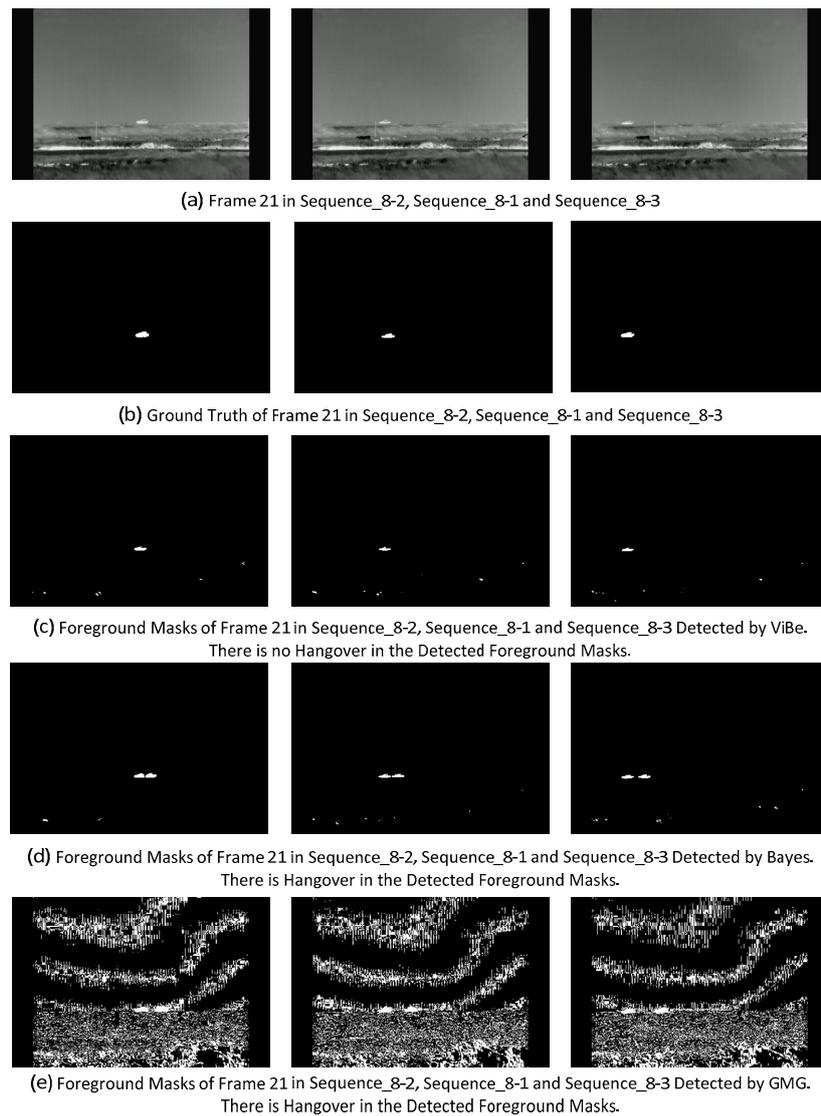 (a) Frame 21 in Sequence_8-2, Sequence_8-1 and Sequence_8-3
(b) Ground Truth of Frame 21 in Sequence_8-2, Sequence_8-1 and Sequence_8-3
(c) Foreground Masks of Frame 21 in Sequence_8-2, Sequence_8-1 and Sequence_8-3 Detected by ViBe.
There is no Hangover in the Detected Foreground Masks.
(d) Foreground Masks of Frame 21 in Sequence_8-2, Sequence_8-1 and Sequence_8-3 Detected by Bayes.
There is Hangover in the Detected Foreground Masks.
(e) Foreground Masks of Frame 21 in Sequence_8-2, Sequence_8-1 and Sequence_8-3 Detected by GMG.
There is Hangover in the Detected Foreground Masks.